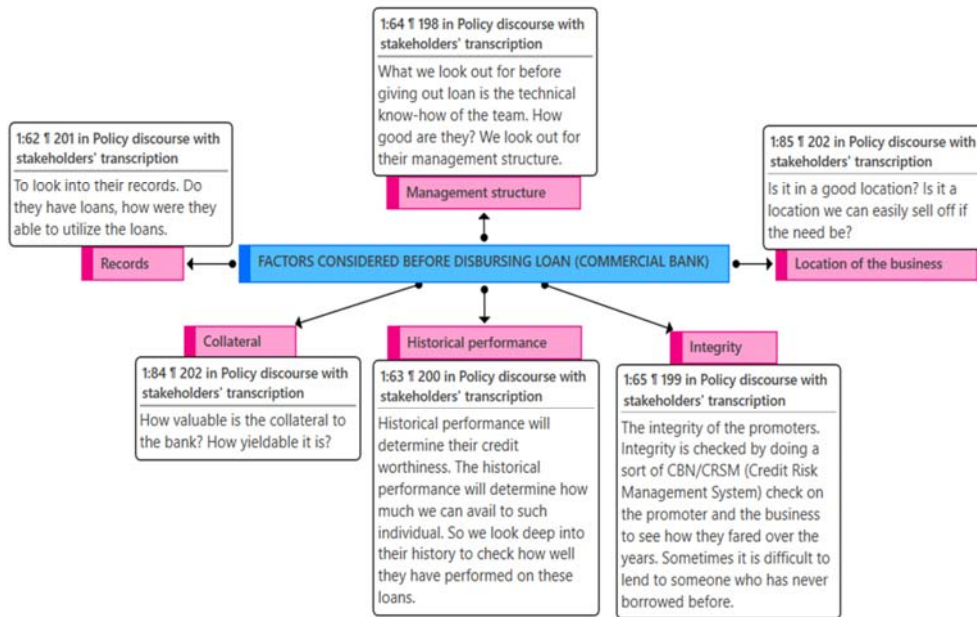 1:64 ¶ 198 in Policy discourse with
stakeholders' transcription
What we look out for before
giving out loan is the technical
know-how of the team. How
good are they? We look out for
their management structure.
Management structure
1:62 ¶ 201 in Policy discourse with
stakeholders' transcription
To look into their records. Do
they have loans, how were they
able to utilize the loans.
Records
1:85 ¶ 202 in Policy discourse with
stakeholders' transcription
Is it in a good location? Is it a
location we can easily sell off if
the need be?
Location of the business
FACTORS CONSIDERED BEFORE DISBURSING LOAN (COMMERCIAL BANK)
Collateral
1:84 ¶ 202 in Policy discourse with
stakeholders' transcription
How valuable is the collateral to
the bank? How yieldable it is?
Historical performance
1:63 ¶ 200 in Policy discourse with
stakeholders' transcription
Historical performance will
determine their credit
worthiness. The historical
performance will determine how
much we can avail to such
individual. So we look deep into
their history to check how well
they have performed on these
loans.
Integrity
1:65 ¶ 199 in Policy discourse with
stakeholders' transcription
The integrity of the promoters.
Integrity is checked by doing a
sort of CBN/CRSM (Credit Risk
Management System) check on
the promoter and the business
to see how they fared over the
years. Sometimes it is difficult to
lend to someone who has never
borrowed before.